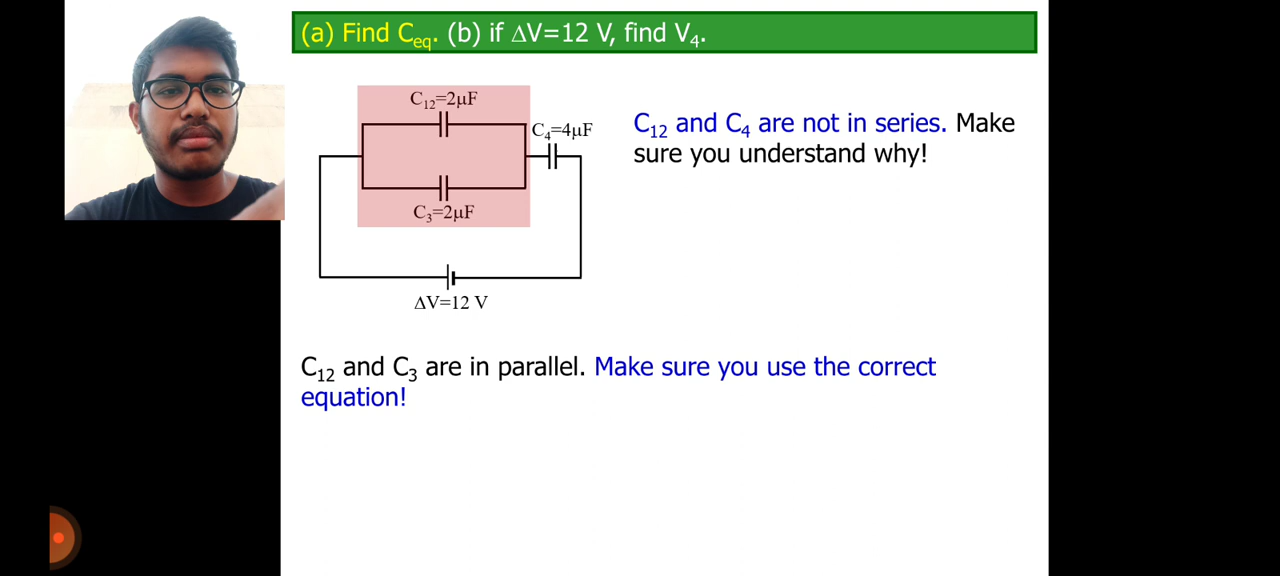 (a) Find Ceq. (b) if ΔV=12 V, find V4.
C12=2μF
C4=4μF
C12 and C4 are not in series. Make
sure you understand why!
C3=2μF
ΔV=12 V
C12 and C3 are in parallel. Make sure you use the correct
equation!